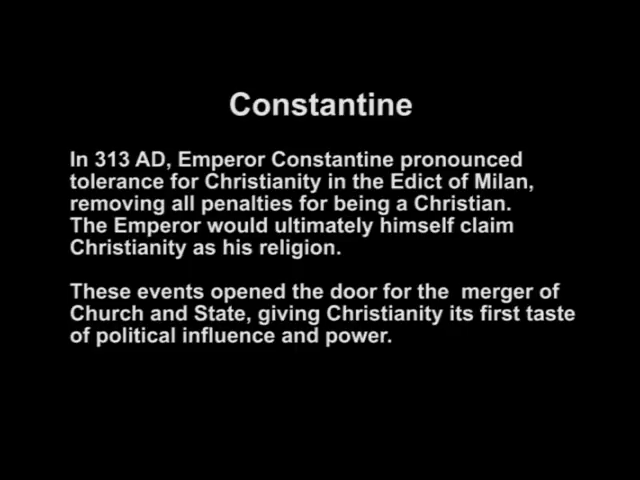 Constantine
In 313 AD, Emperor Constantine pronounced
tolerance for Christianity in the Edict of Milan,
removing all penalties for being a Christian.
The Emperor would ultimately himself claim
Christianity as his religion.
These events opened the door for the  merger of
Church and State, giving Christianity its first taste
of political influence and power.